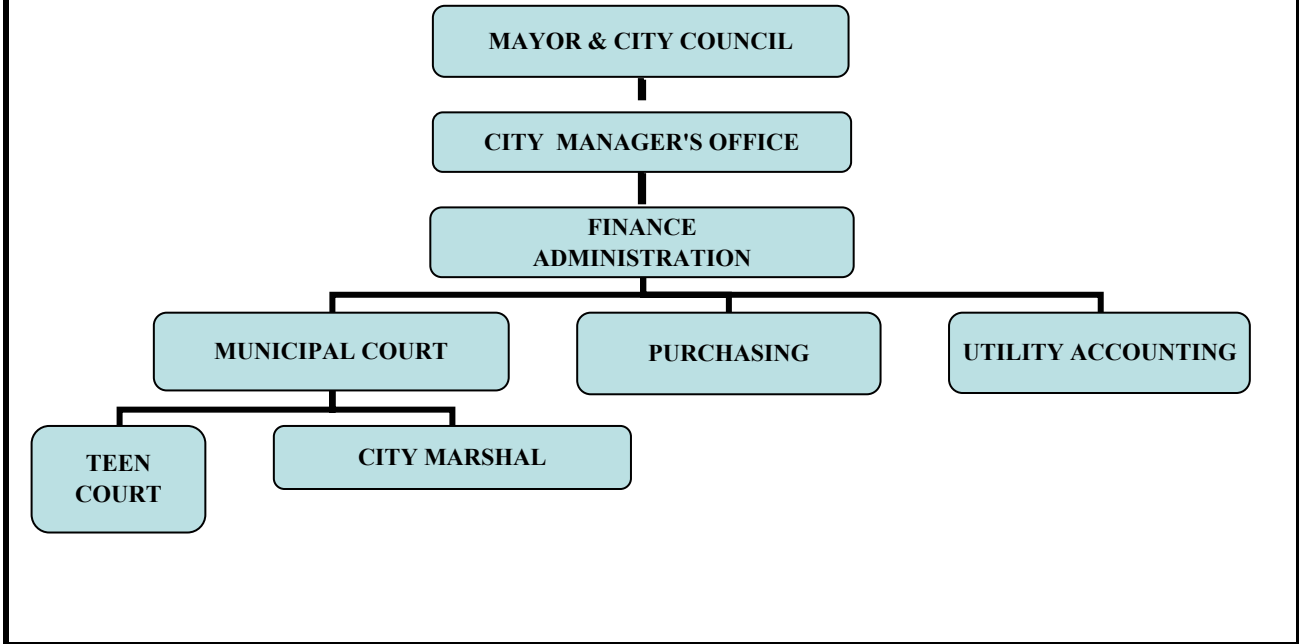 MAYOR & CITY COUNCIL
CITY MANAGER'S OFFICE
FINANCE
ADMINISTRATION
MUNICIPAL COURT
PURCHASING
UTILITY ACCOUNTING
TEEN
COURT
CITY MARSHAL